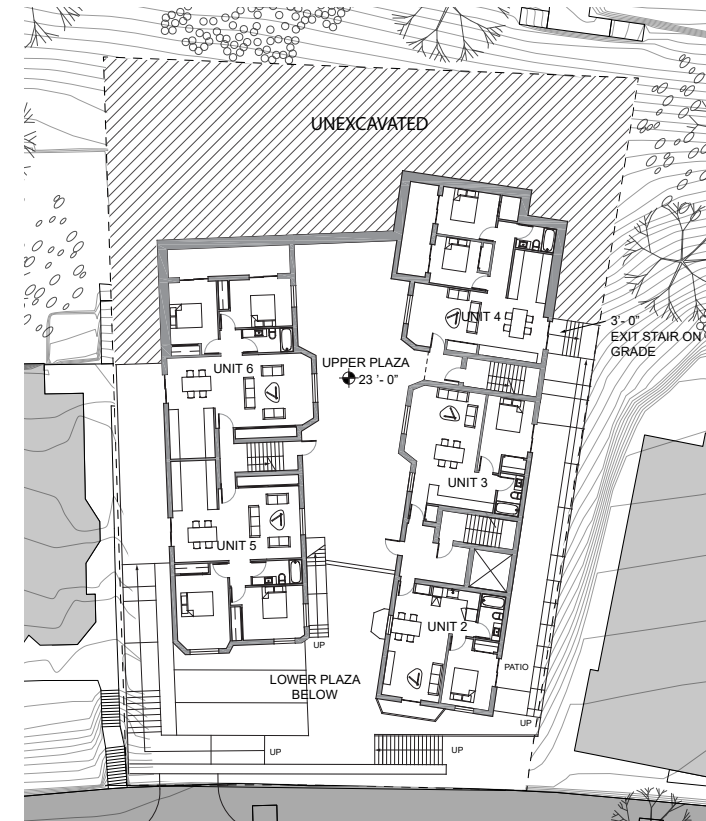 UNEXCAVATED
UNIT 4
3'- 0"
EXIT STAIR ON
GRADE
UNIT 6
UPPER PLAZA
23 '- 0"
UNIT 3
UNIT 5
UNIT 2
UP
PATIO
LOWER PLAZA
BELOW
UP
UP
UP